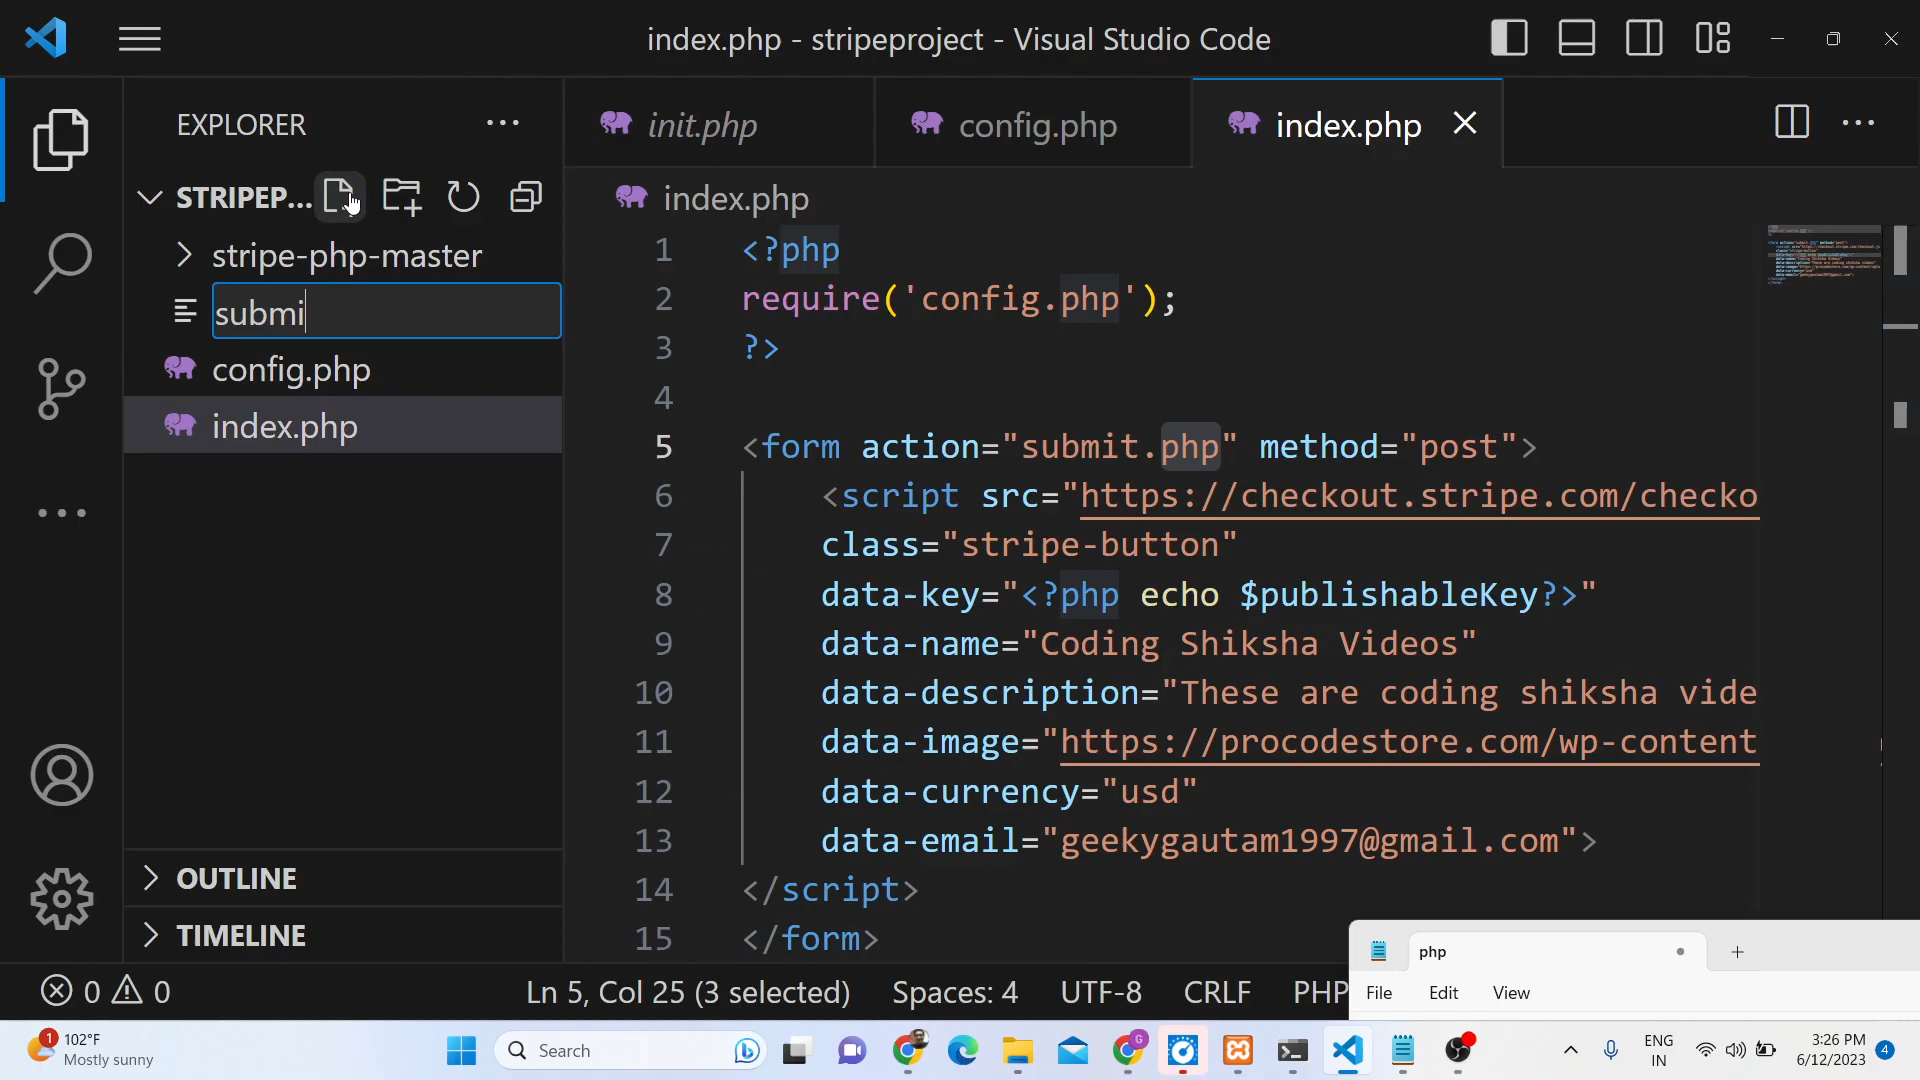 index.php - stripeproject - Visual Studio Code
EXPLORER
init.php
config.php
index.php
STRIPEP...
index.php
stripe-php-master
submi
config.php
index.php
1 <?php
2 require('config.php');
3 ?>
4
5 <form action="submit.php" method="post">
6 <script src="https://checkout.stripe.com/checko
7 class="stripe-button"
8 data-key="<?php echo $publishableKey?>"
9 data-name="Coding Shiksha Videos"
10 data-description="These are coding shiksha vide
11 data-image="https://procodestore.com/wp-content
12 data-currency="usd"
13 data-email="geekygautam1997@gmail.com">
14 </script>
15 </form>
OUTLINE
TIMELINE
php
File Edit View
0 0
Ln 5, Col 25 (3 selected) Spaces: 4 UTF-8 CRLF PHP
1
102°F
Mostly sunny
Search
G
ENG
IN
3:26 PM
6/12/2023
4